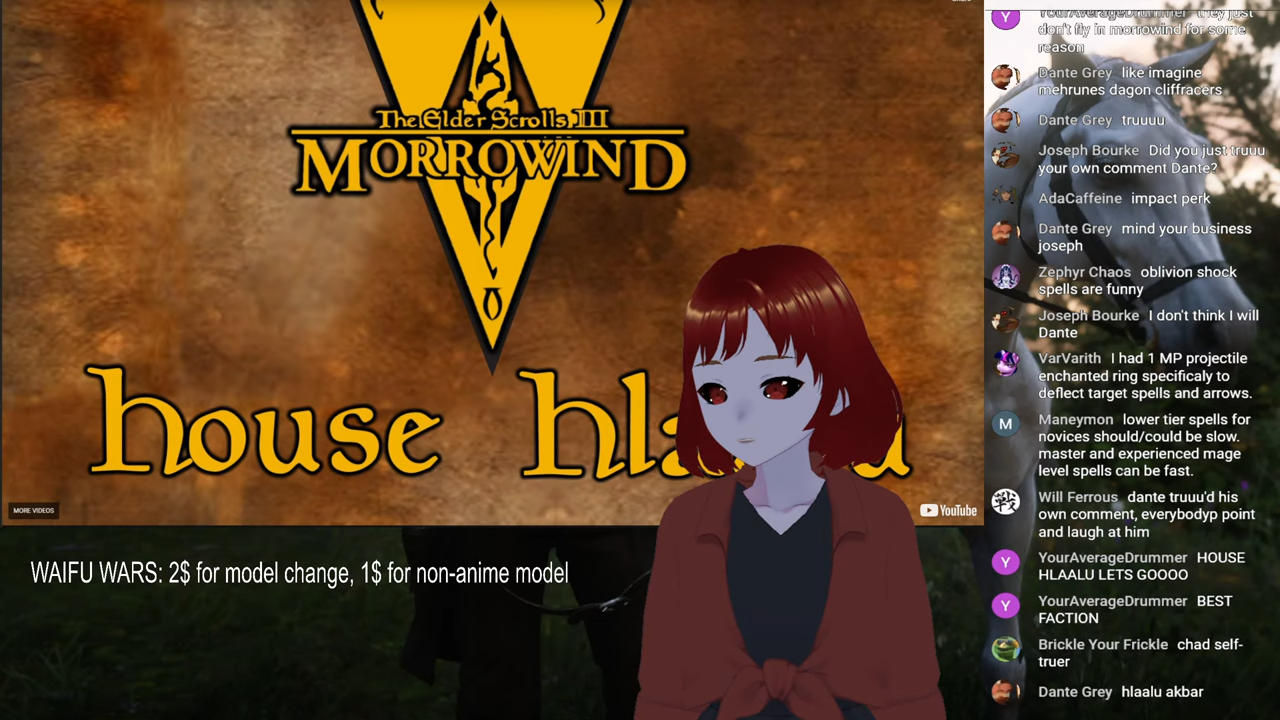 The Elder Scrolls III
MORROWIND
house hla
MORE VIDEOS
YouTube
WAIFU WARS: 2$ for model change, 1$ for non-anime model
Y
YourAverageDrummer they just
don't fly in morrowind for some
reason
Dante Grey like imagine
mehrunes dagon cliffracers
Dante Grey truuuu
Joseph Bourke Did you just truuu
your own comment Dante?
AdaCaffeine impact perk
Dante Grey mind your business
joseph
Zephyr Chaos oblivion shock
spells are funny
Joseph Bourke I don't think I will
Dante
VarVarith I had 1 MP projectile
enchanted ring specificaly to
deflect target spells and arrows.
M
Maneymon lower tier spells for
novices should/could be slow.
master and experienced mage
level spells can be fast.
Will Ferrous dante truuu'd his
own comment, everybodyp point
and laugh at him
Y
YourAverageDrummer HOUSE
HLAALU LETS GOOOO
Y
YourAverageDrummer BEST
FACTION
Brickle Your Frickle chad self-
truer
Dante Grey hlaalu akbar